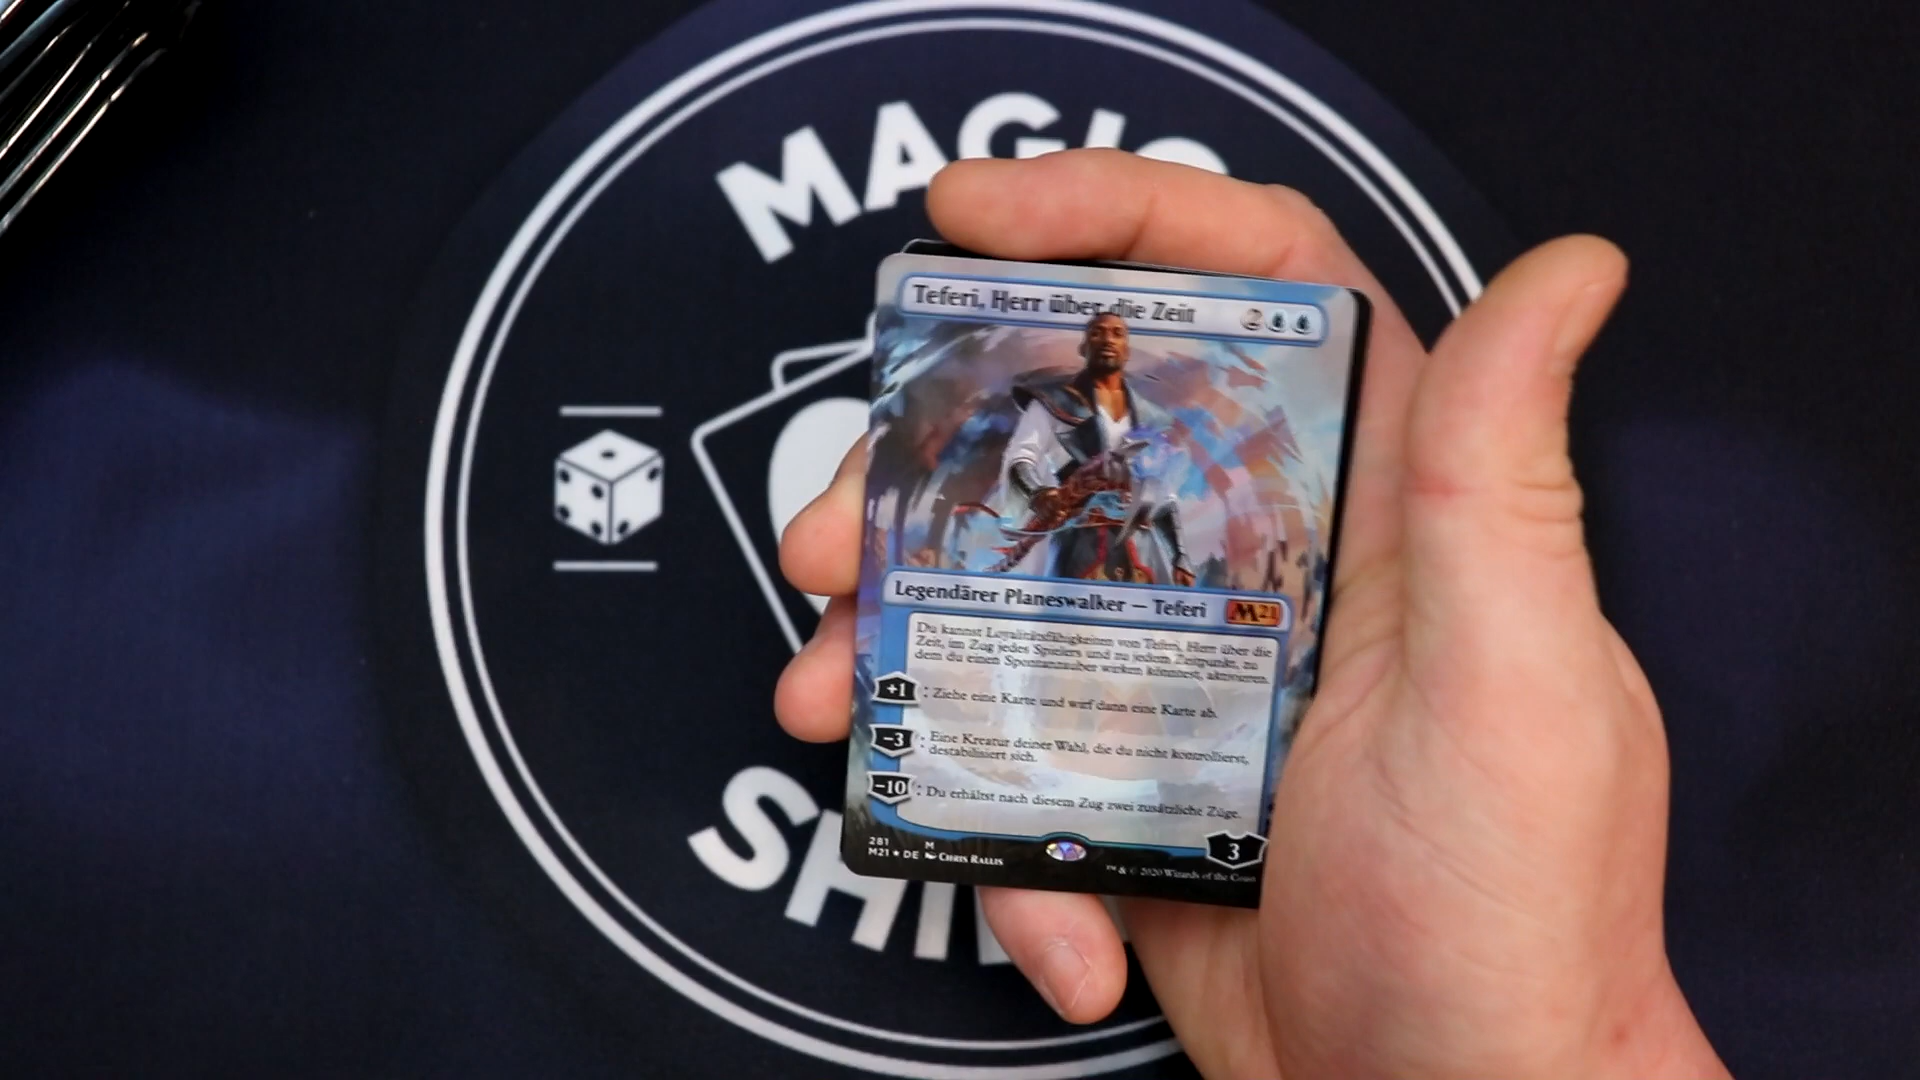 MAGIC
Teferi, Herr über die Zeit
2
Legendärer Planeswalker – Teferi
M21
Du kannst Loyalitätsfähigkeiten von Teferi, Herr über die
Zeit, im Zug jedes Spielers und zu jedem Zeitpunkt, zu
dem du einen Spontanzauber wirken könntest, aktivieren.
+1 : Ziehe eine Karte und wirf dann eine Karte ab.
−3 : Eine Kreatur deiner Wahl, die du nicht kontrollierst,
destabilisiert sich.
−10 : Du erhältst nach diesem Zug zwei zusätzliche Züge.
3
281 M
M21 ★ DE Chris Rallis
™ & © 2020 Wizards of the Coast
SHI